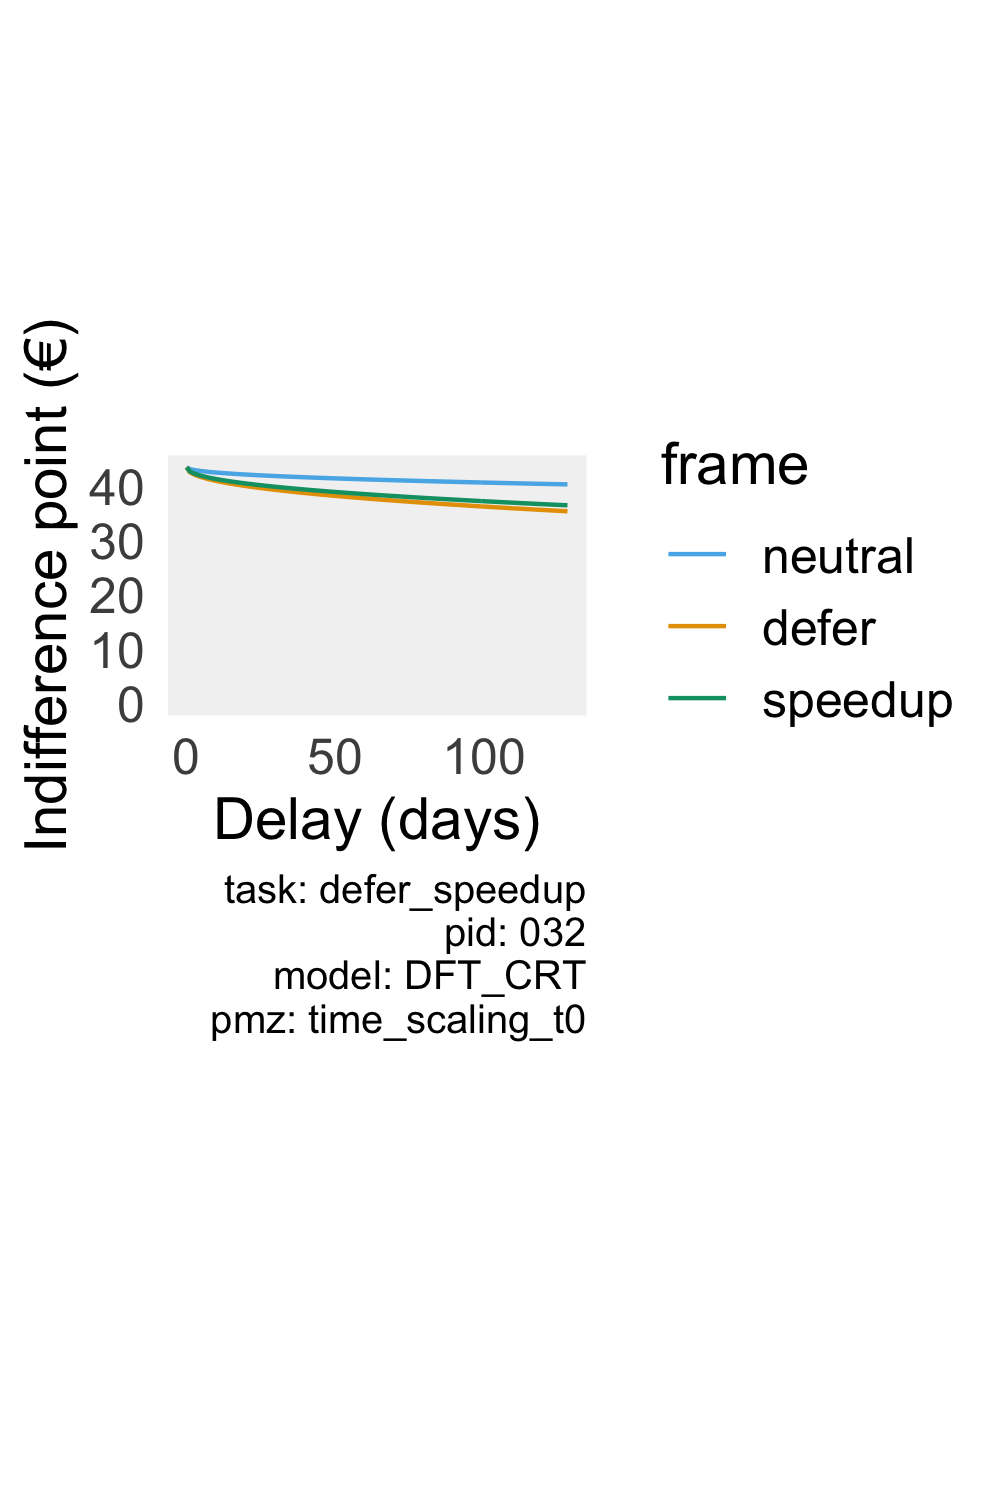 Indifference point (€)
40
30
20
10
0
0 50 100
Delay (days)
frame
neutral
defer
speedup
task: defer_speedup
pid: 032
model: DFT_CRT
pmz: time_scaling_t0